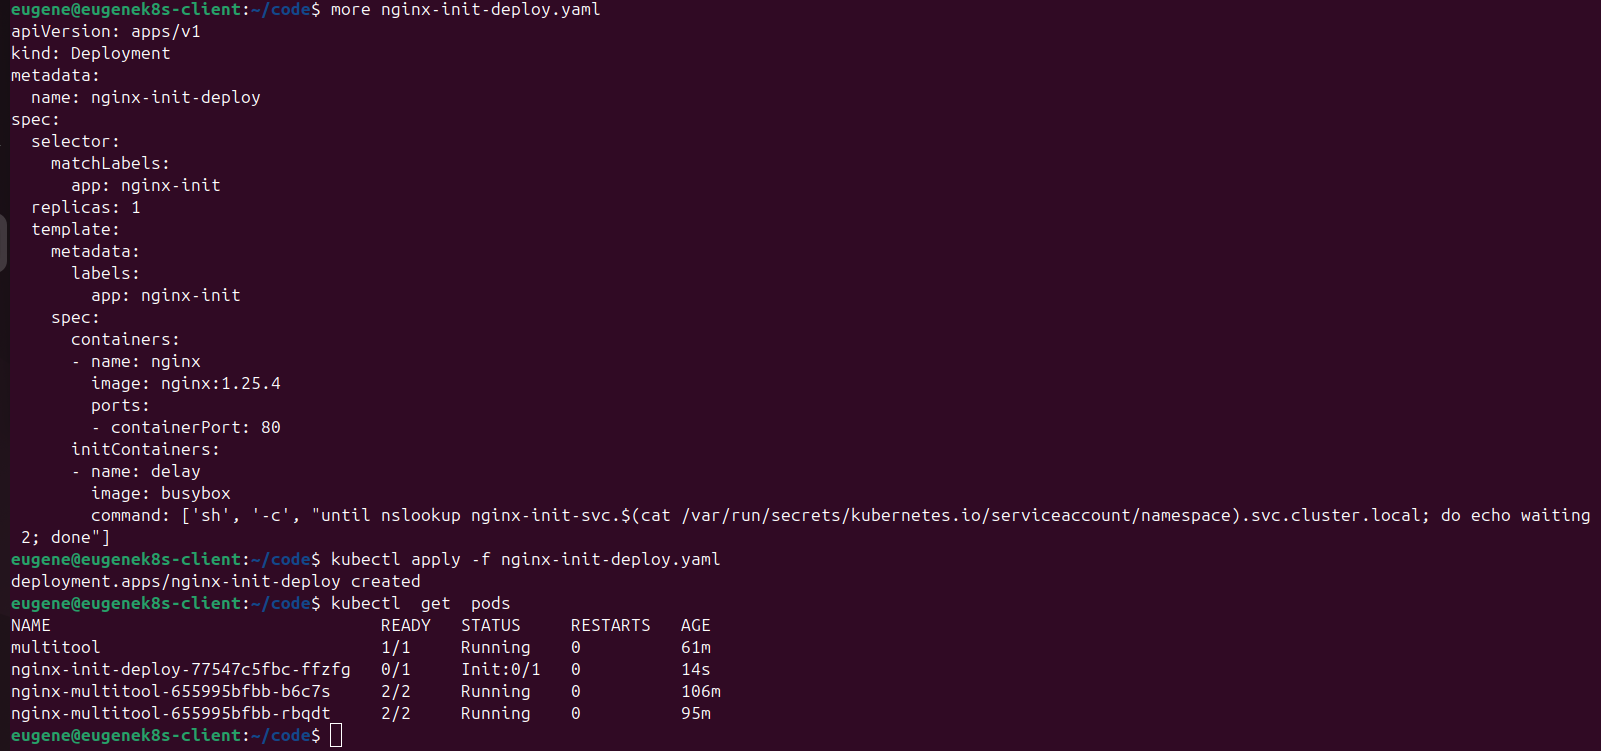 eugene@eugenek8s-client:~/code$ more nginx-init-deploy.yaml
apiVersion: apps/v1
kind: Deployment
metadata:
  name: nginx-init-deploy
spec:
  selector:
    matchLabels:
      app: nginx-init
  replicas: 1
  template:
    metadata:
      labels:
        app: nginx-init
    spec:
      containers:
      - name: nginx
        image: nginx:1.25.4
        ports:
        - containerPort: 80
      initContainers:
      - name: delay
        image: busybox
        command: ['sh', '-c', "until nslookup nginx-init-svc.$(cat /var/run/secrets/kubernetes.io/serviceaccount/namespace).svc.cluster.local; do echo waiting
 2; done"]
eugene@eugenek8s-client:~/code$ kubectl apply -f nginx-init-deploy.yaml
deployment.apps/nginx-init-deploy created
eugene@eugenek8s-client:~/code$ kubectl  get  pods
NAME                                 READY   STATUS     RESTARTS   AGE
multitool                            1/1     Running    0          61m
nginx-init-deploy-77547c5fbc-ffzfg   0/1     Init:0/1   0          14s
nginx-multitool-655995bfbb-b6c7s     2/2     Running    0          106m
nginx-multitool-655995bfbb-rbqdt     2/2     Running    0          95m
eugene@eugenek8s-client:~/code$